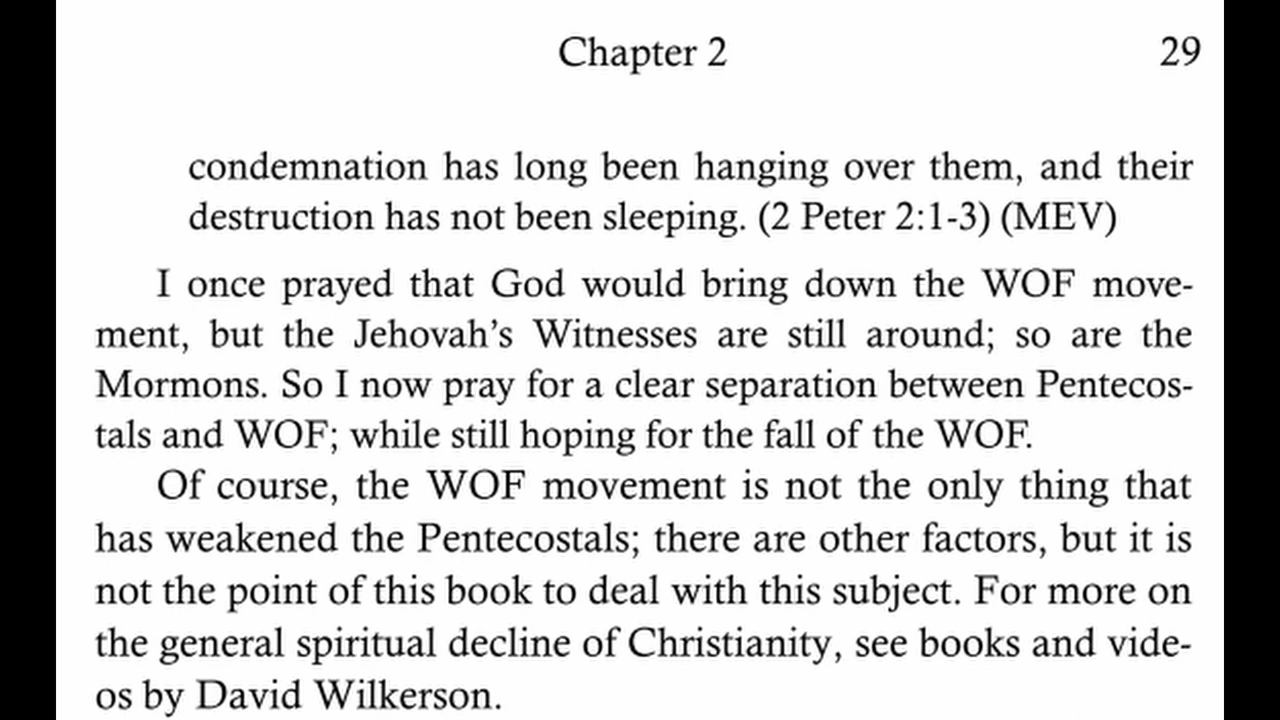 Chapter 2 29
condemnation has long been hanging over them, and their
destruction has not been sleeping. (2 Peter 2:1-3) (MEV)
I once prayed that God would bring down the WOF move-
ment, but the Jehovah’s Witnesses are still around; so are the
Mormons. So I now pray for a clear separation between Pentecos-
tals and WOF; while still hoping for the fall of the WOF.
Of course, the WOF movement is not the only thing that
has weakened the Pentecostals; there are other factors, but it is
not the point of this book to deal with this subject. For more on
the general spiritual decline of Christianity, see books and vide-
os by David Wilkerson.